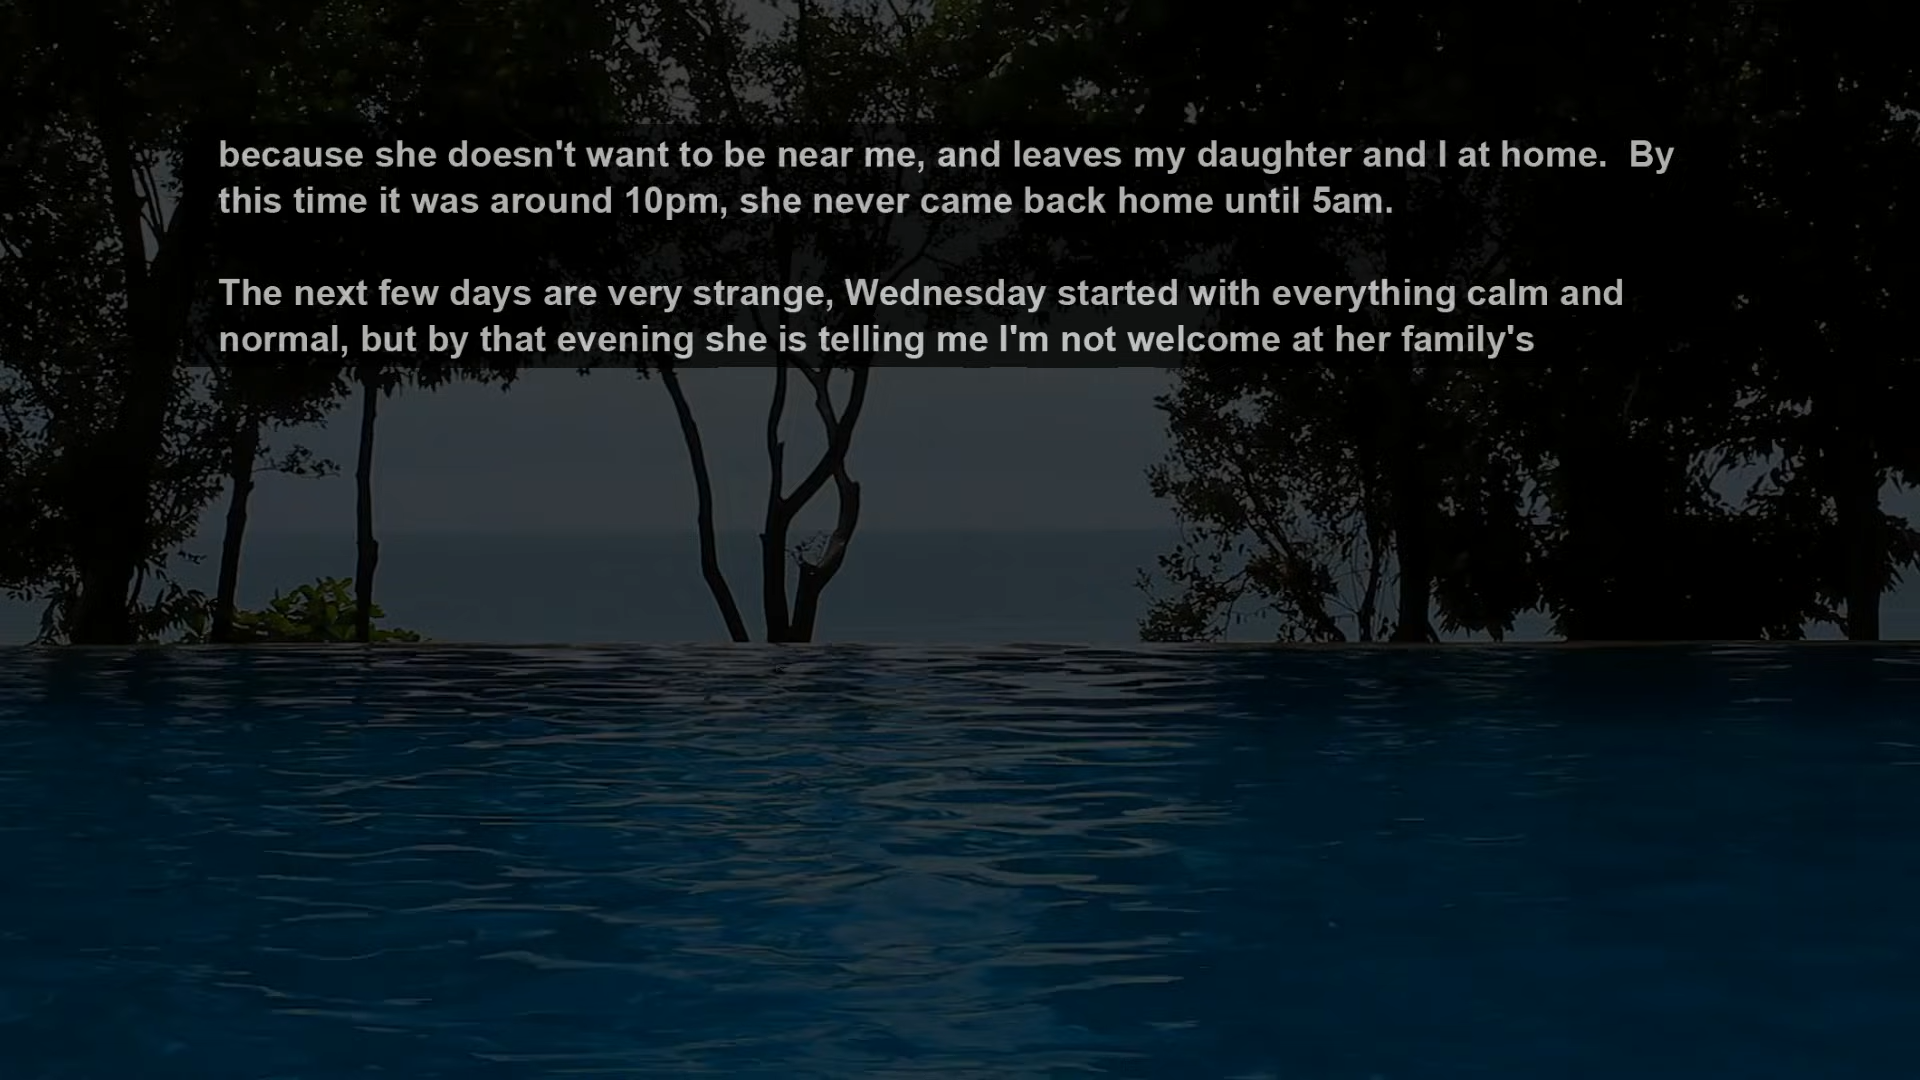 because she doesn't want to be near me, and leaves my daughter and I at home.  By
this time it was around 10pm, she never came back home until 5am.
The next few days are very strange, Wednesday started with everything calm and
normal, but by that evening she is telling me I'm not welcome at her family's